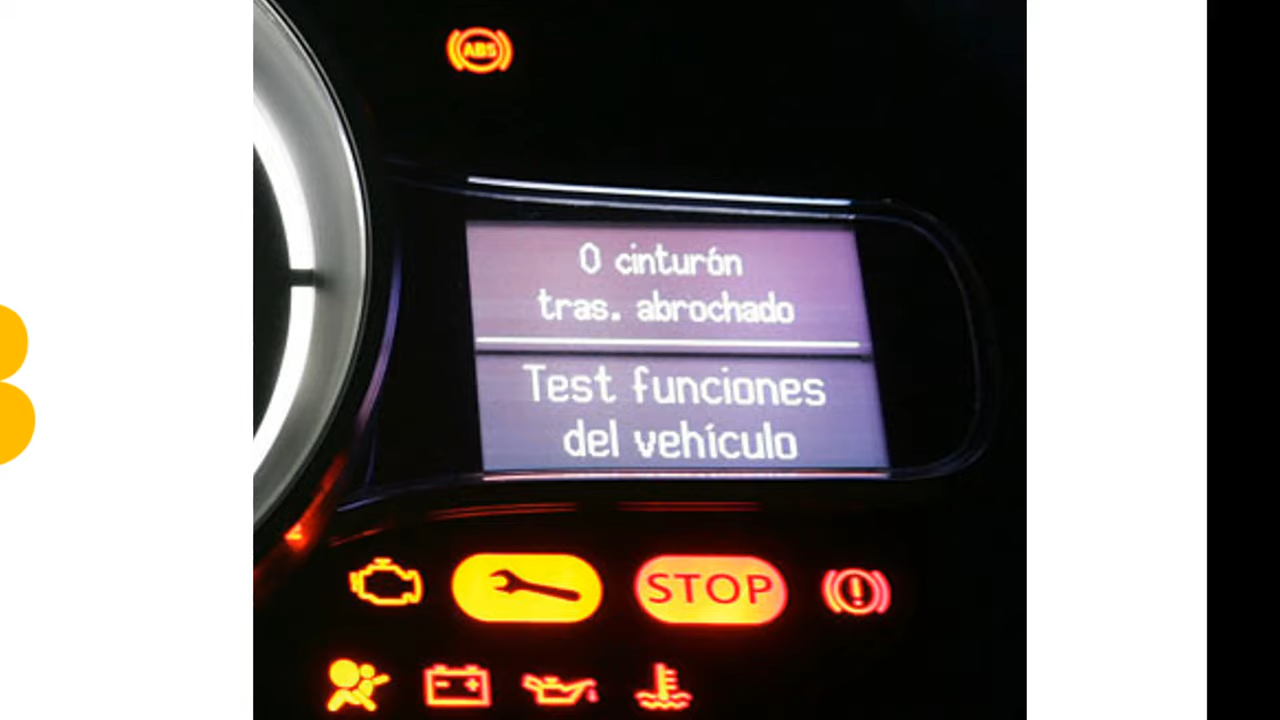 ABS
0 cinturón
tras. abrochado
Test funciones
del vehículo
STOP